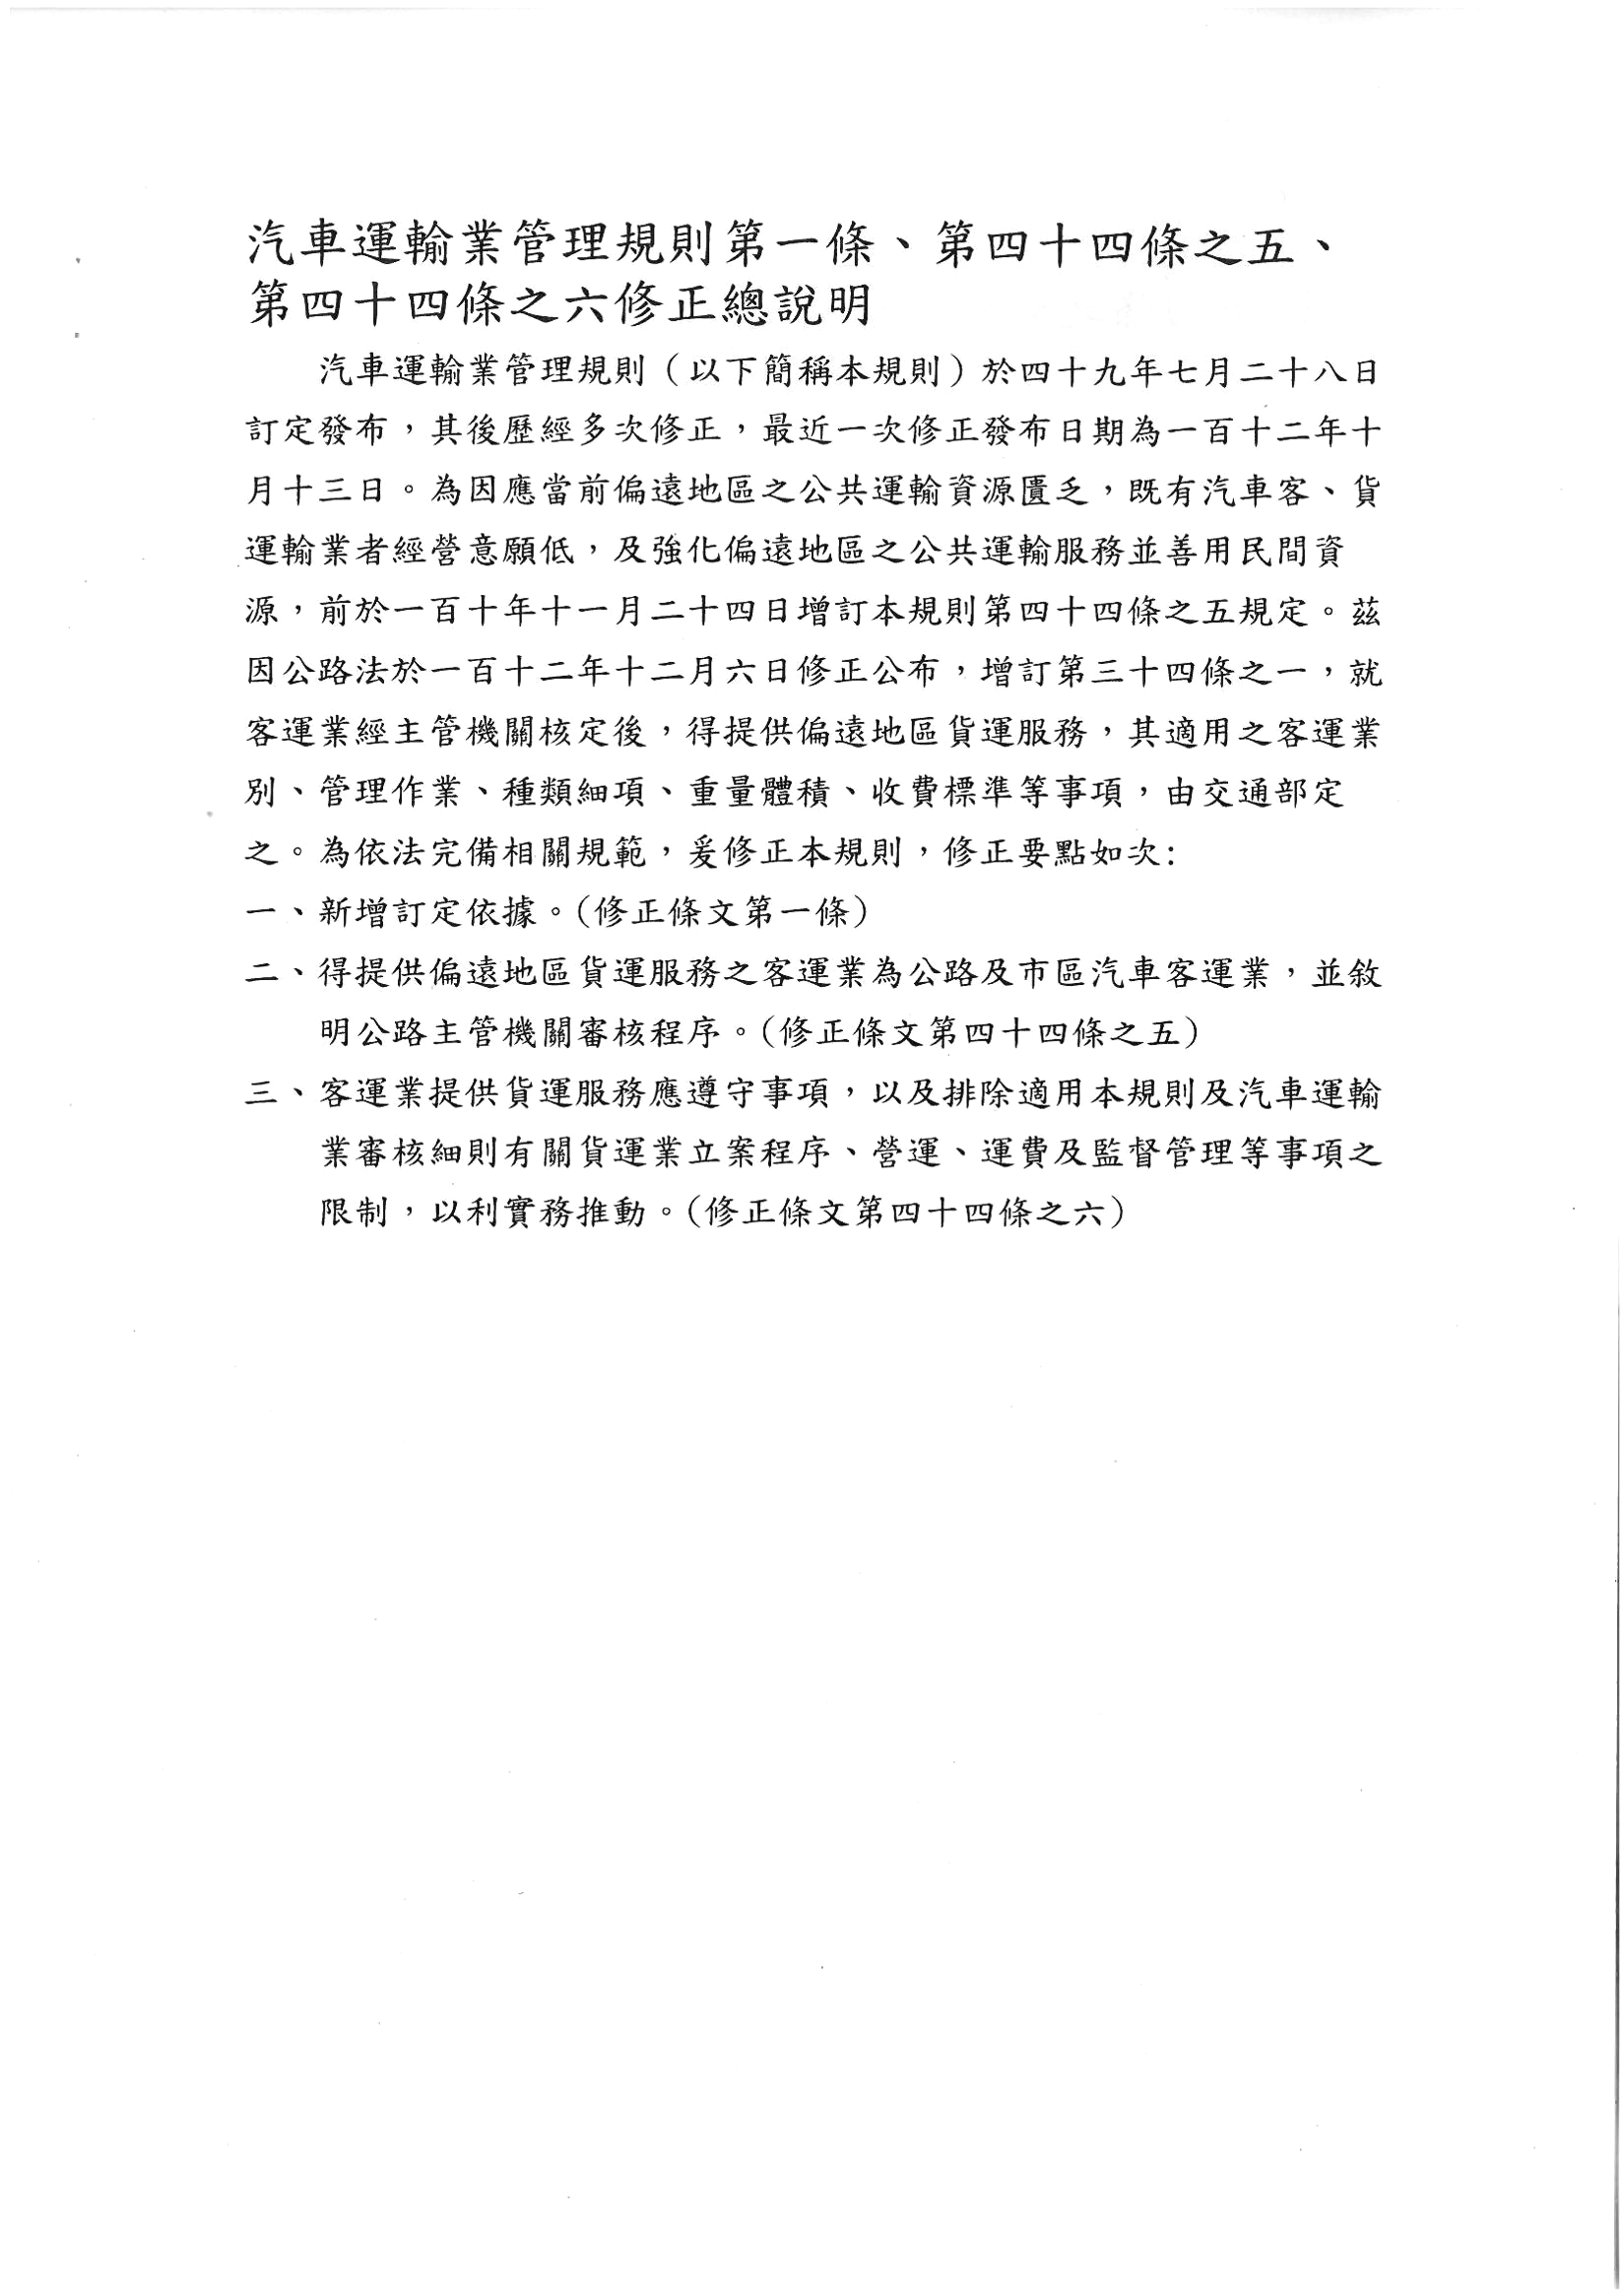 汽車運輸業管理規則第一條、第四十四條之五、
第四十四條之六修正總說明
汽車運輸業管理規則（以下簡稱本規則）於四十九年七月二十八日
訂定發布，其後歷經多次修正，最近一次修正發布日期為一百十二年十
月十三日。為因應當前偏遠地區之公共運輸資源匱乏，既有汽車客、貨
運輸業者經營意願低，及強化偏遠地區之公共運輸服務並善用民間資
源，前於一百十年十一月二十四日增訂本規則第四十四條之五規定。茲
因公路法於一百十二年十二月六日修正公布，增訂第三十四條之一，就
客運業經主管機關核定後，得提供偏遠地區貨運服務，其適用之客運業
別、管理作業、種類細項、重量體積、收費標準等事項，由交通部定
之。為依法完備相關規範，爰修正本規則，修正要點如次:
一、新增訂定依據。(修正條文第一條)
二、得提供偏遠地區貨運服務之客運業為公路及市區汽車客運業，並敘
明公路主管機關審核程序。(修正條文第四十四條之五)
三、客運業提供貨運服務應遵守事項，以及排除適用本規則及汽車運輸
業審核細則有關貨運業立案程序、營運、運費及監督管理等事項之
限制，以利實務推動。(修正條文第四十四條之六)